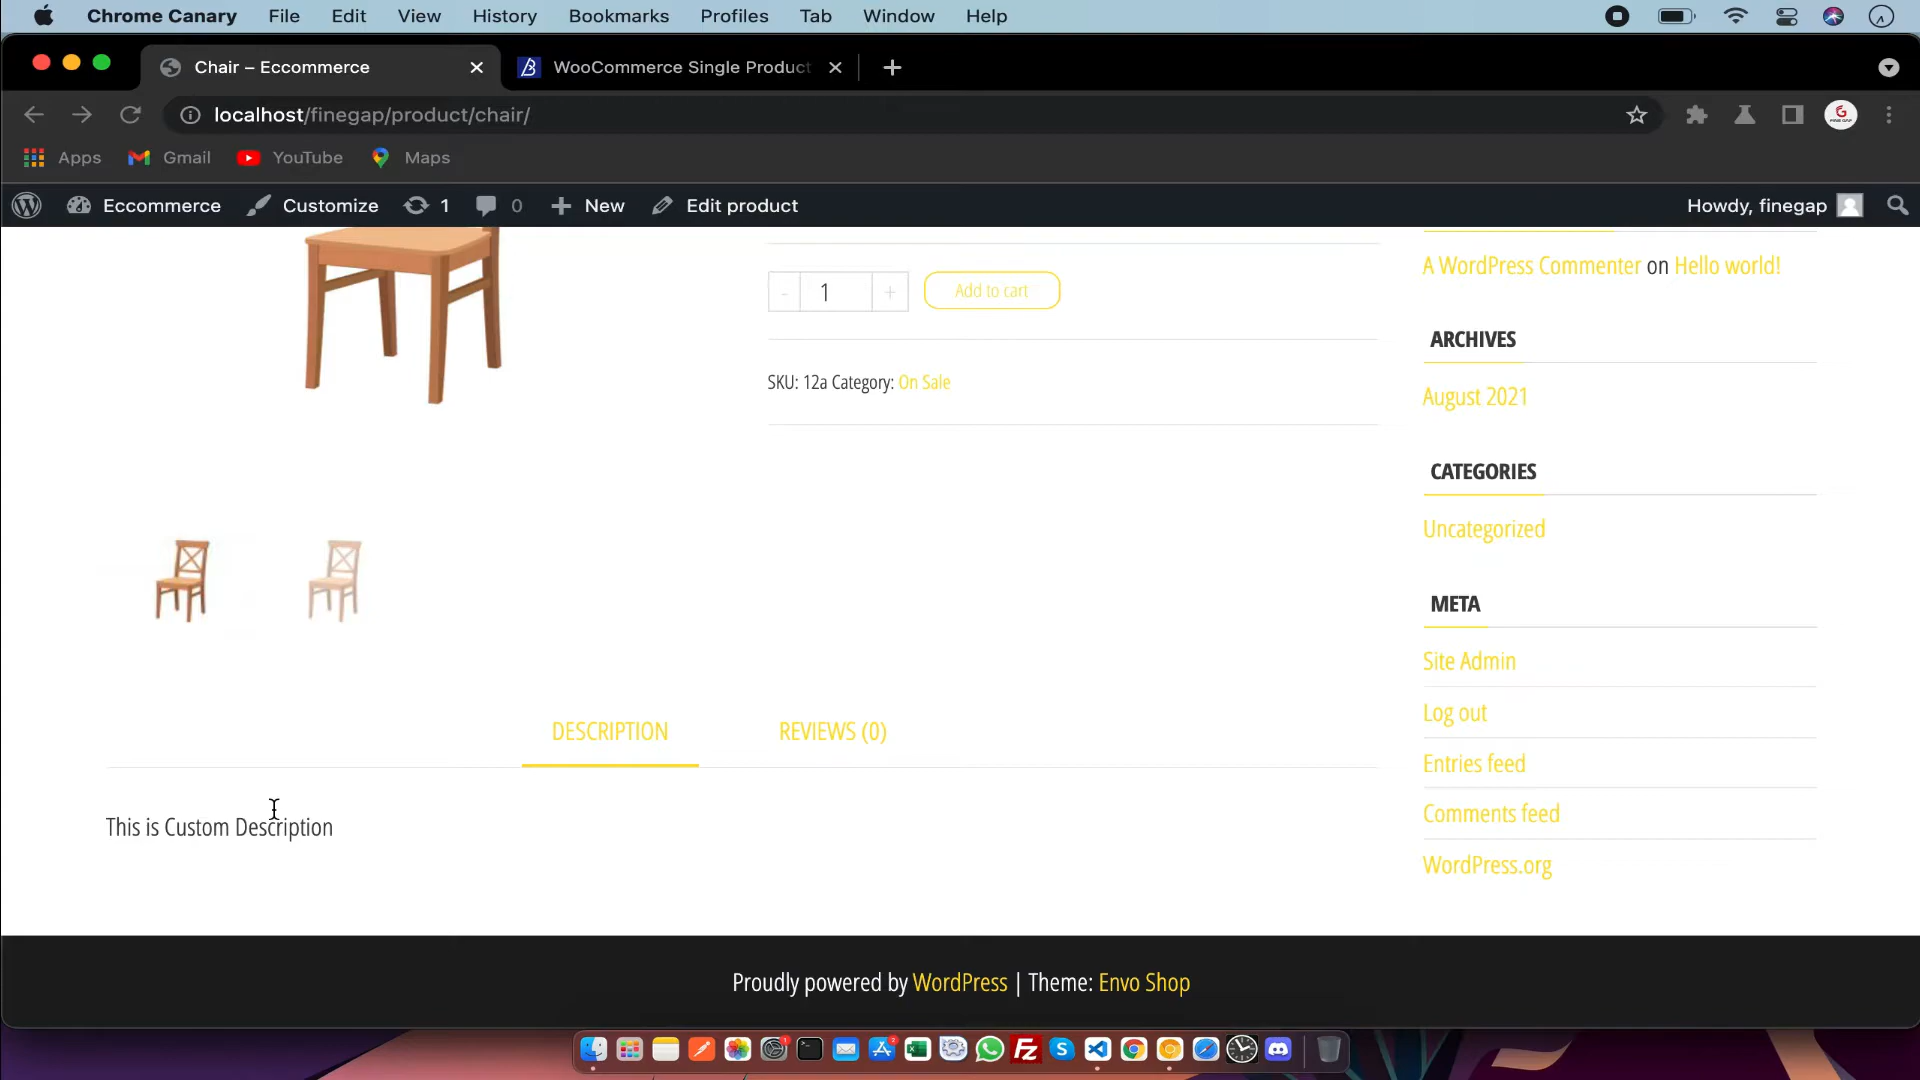 Chrome Canary File Edit View History Bookmarks Profiles Tab Window Help
Chair – Eccommerce WooCommerce Single Product
localhost/finegap/product/chair/
Apps Gmail YouTube Maps
Eccommerce Customize 1 0 New Edit product Howdy, finegap
A WordPress Commenter on Hello world!
- 1 + Add to cart
ARCHIVES
SKU: 12a Category: On Sale
August 2021
CATEGORIES
Uncategorized
META
Site Admin
Log out
DESCRIPTION REVIEWS (0)
Entries feed
Comments feed
This is Custom Description
WordPress.org
Proudly powered by WordPress | Theme: Envo Shop